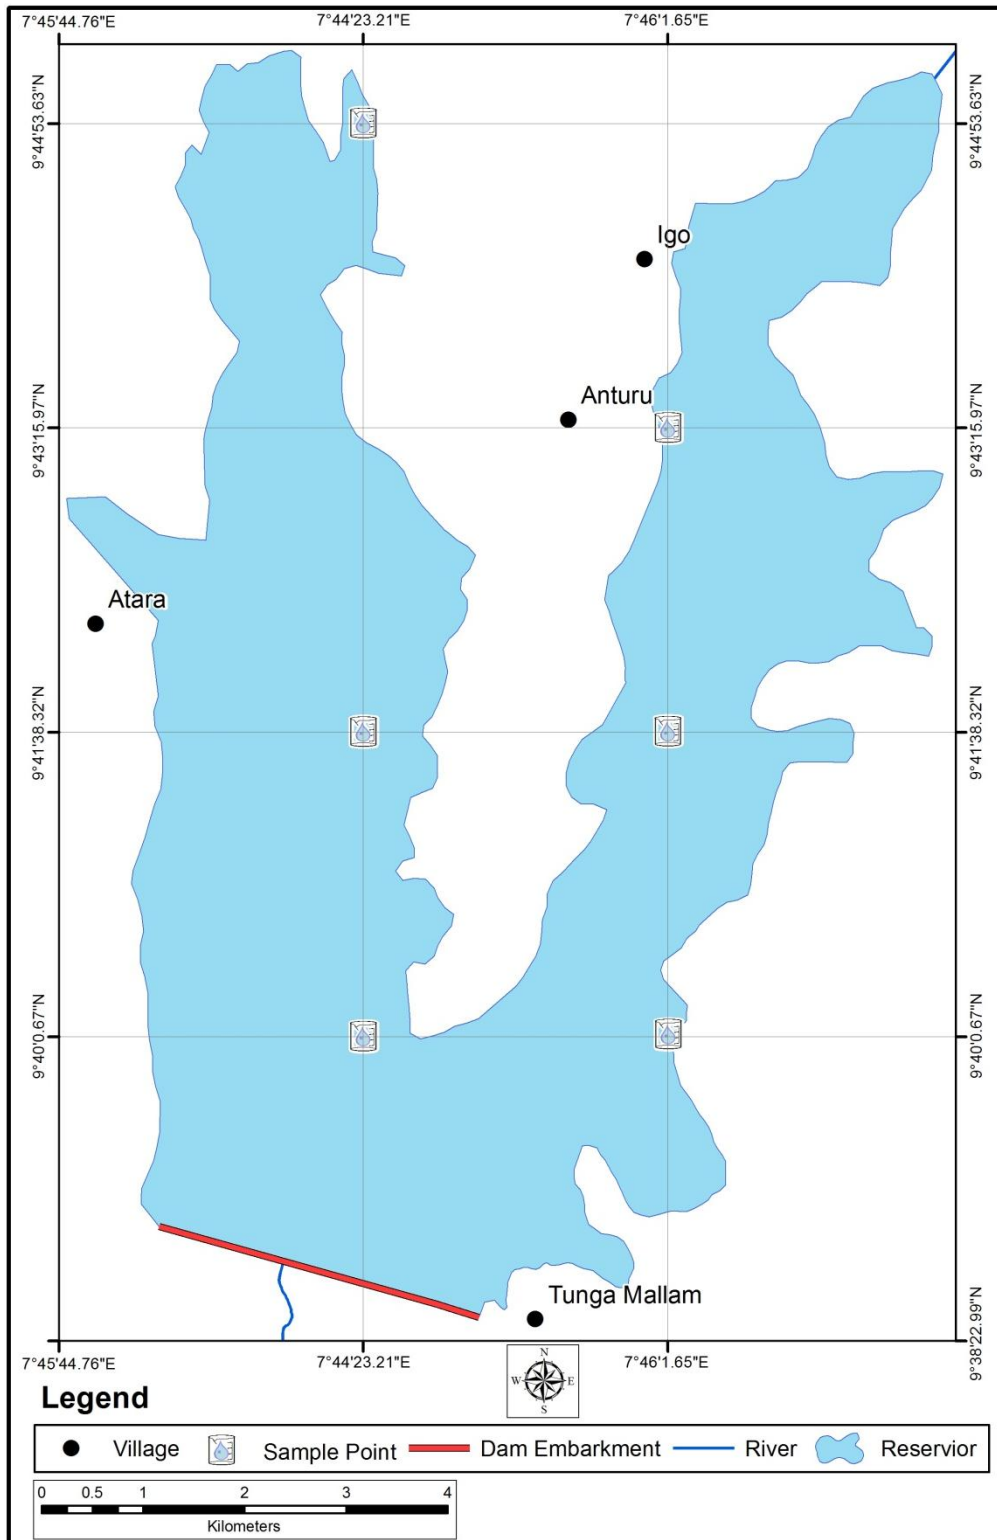 7°45'44.76"E 7°44'23.21"E 7°46'1.65"E
9°44'53.63"N 9°44'53.63"N
Igo
Anturu
9°43'15.97"N 9°43'15.97"N
Atara
9°41'38.32"N 9°41'38.32"N
9°40'0.67"N 9°40'0.67"N
Tunga Mallam
9°38'22.99"N
7°45'44.76"E 7°44'23.21"E 7°46'1.65"E
N
W E
S
Legend
Village Sample Point Dam Embarkment River Reservior
0 0.5 1 2 3 4
Kilometers